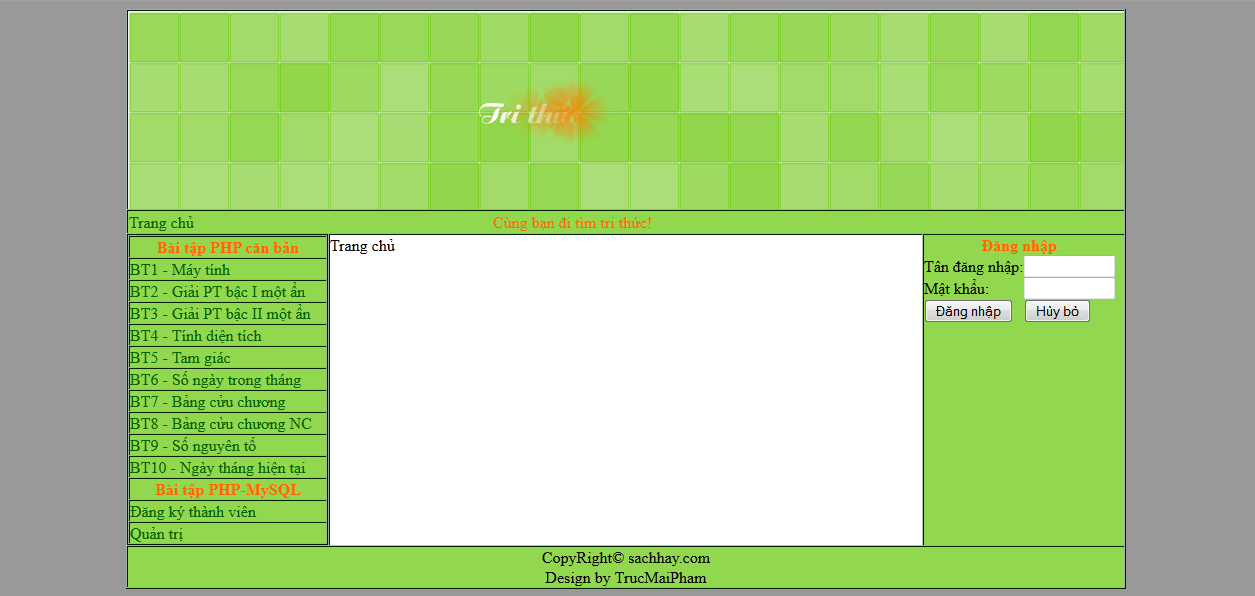 Tri thức
Trang chủ
Cùng bạn đi tìm tri thức!
Bài tập PHP căn bản
BT1 - Máy tính
BT2 - Giải PT bậc I một ẩn
BT3 - Giải PT bậc II một ẩn
BT4 - Tính diện tích
BT5 - Tam giác
BT6 - Số ngày trong tháng
BT7 - Bảng cửu chương
BT8 - Bảng cửu chương NC
BT9 - Số nguyên tố
BT10 - Ngày tháng hiện tại
Bài tập PHP-MySQL
Đăng ký thành viên
Quản trị
Trang chủ
Đăng nhập
Tân đăng nhập:
Mật khẩu:
Đăng nhập Hủy bỏ
CopyRight© sachhay.com
Design by TrucMaiPham